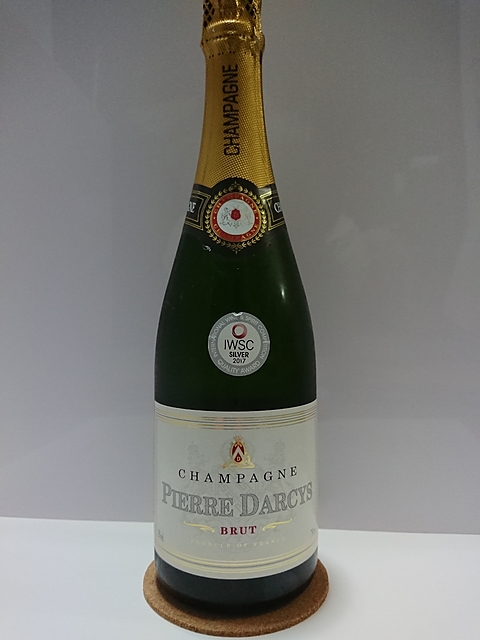 CHAMPAGNE
IWSC
SILVER
2017
QUALITY AWARD
CHAMPAGNE
PIERRE DARCYS
BRUT